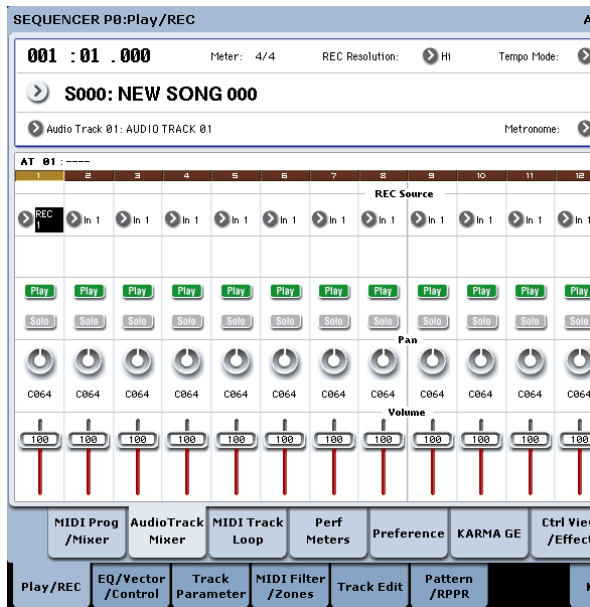 SEQUENCER P0:Play/REC
001 :01 .000 Meter: 4/4 REC Resolution: Hi Tempo Mode:
S000: NEW SONG 000
Audio Track 01: AUDIO TRACK 01 Metronome:
AT 01 :----
1 2 3 4 5 6 7 8 9 10 11 12
REC Source
REC 1 In 1 In 1 In 1 In 1 In 1 In 1 In 1 In 1 In 1 In 1 In 1
Play Play Play Play Play Play Play Play Play Play Play Play
Solo Solo Solo Solo Solo Solo Solo Solo Solo Solo Solo Solo
Pan
C064 C064 C064 C064 C064 C064 C064 C064 C064 C064 C064 C064
Volume
100 100 100 100 100 100 100 100 100 100 100 100
MIDI Prog /Mixer AudioTrack Mixer MIDI Track Loop Perf Meters Preference KARMA GE Ctrl View /Effect
Play/REC EQ/Vector /Control Track Parameter MIDI Filter /Zones Track Edit Pattern /RPPR